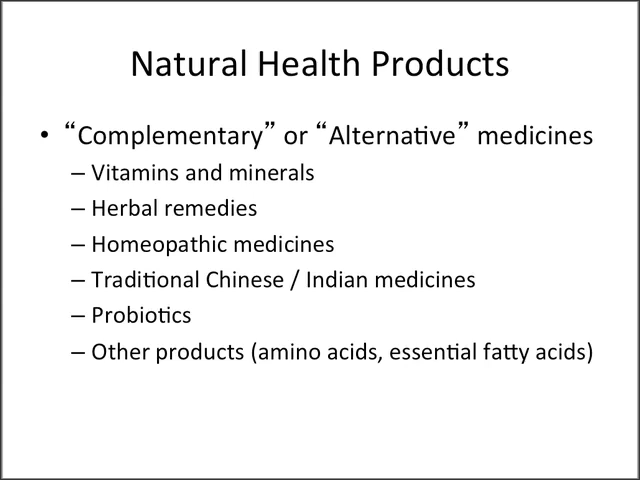 Natural Health Products
• “Complementary” or “Alternative” medicines
– Vitamins and minerals
– Herbal remedies
– Homeopathic medicines
– Traditional Chinese / Indian medicines
– Probiotics
– Other products (amino acids, essential fatty acids)